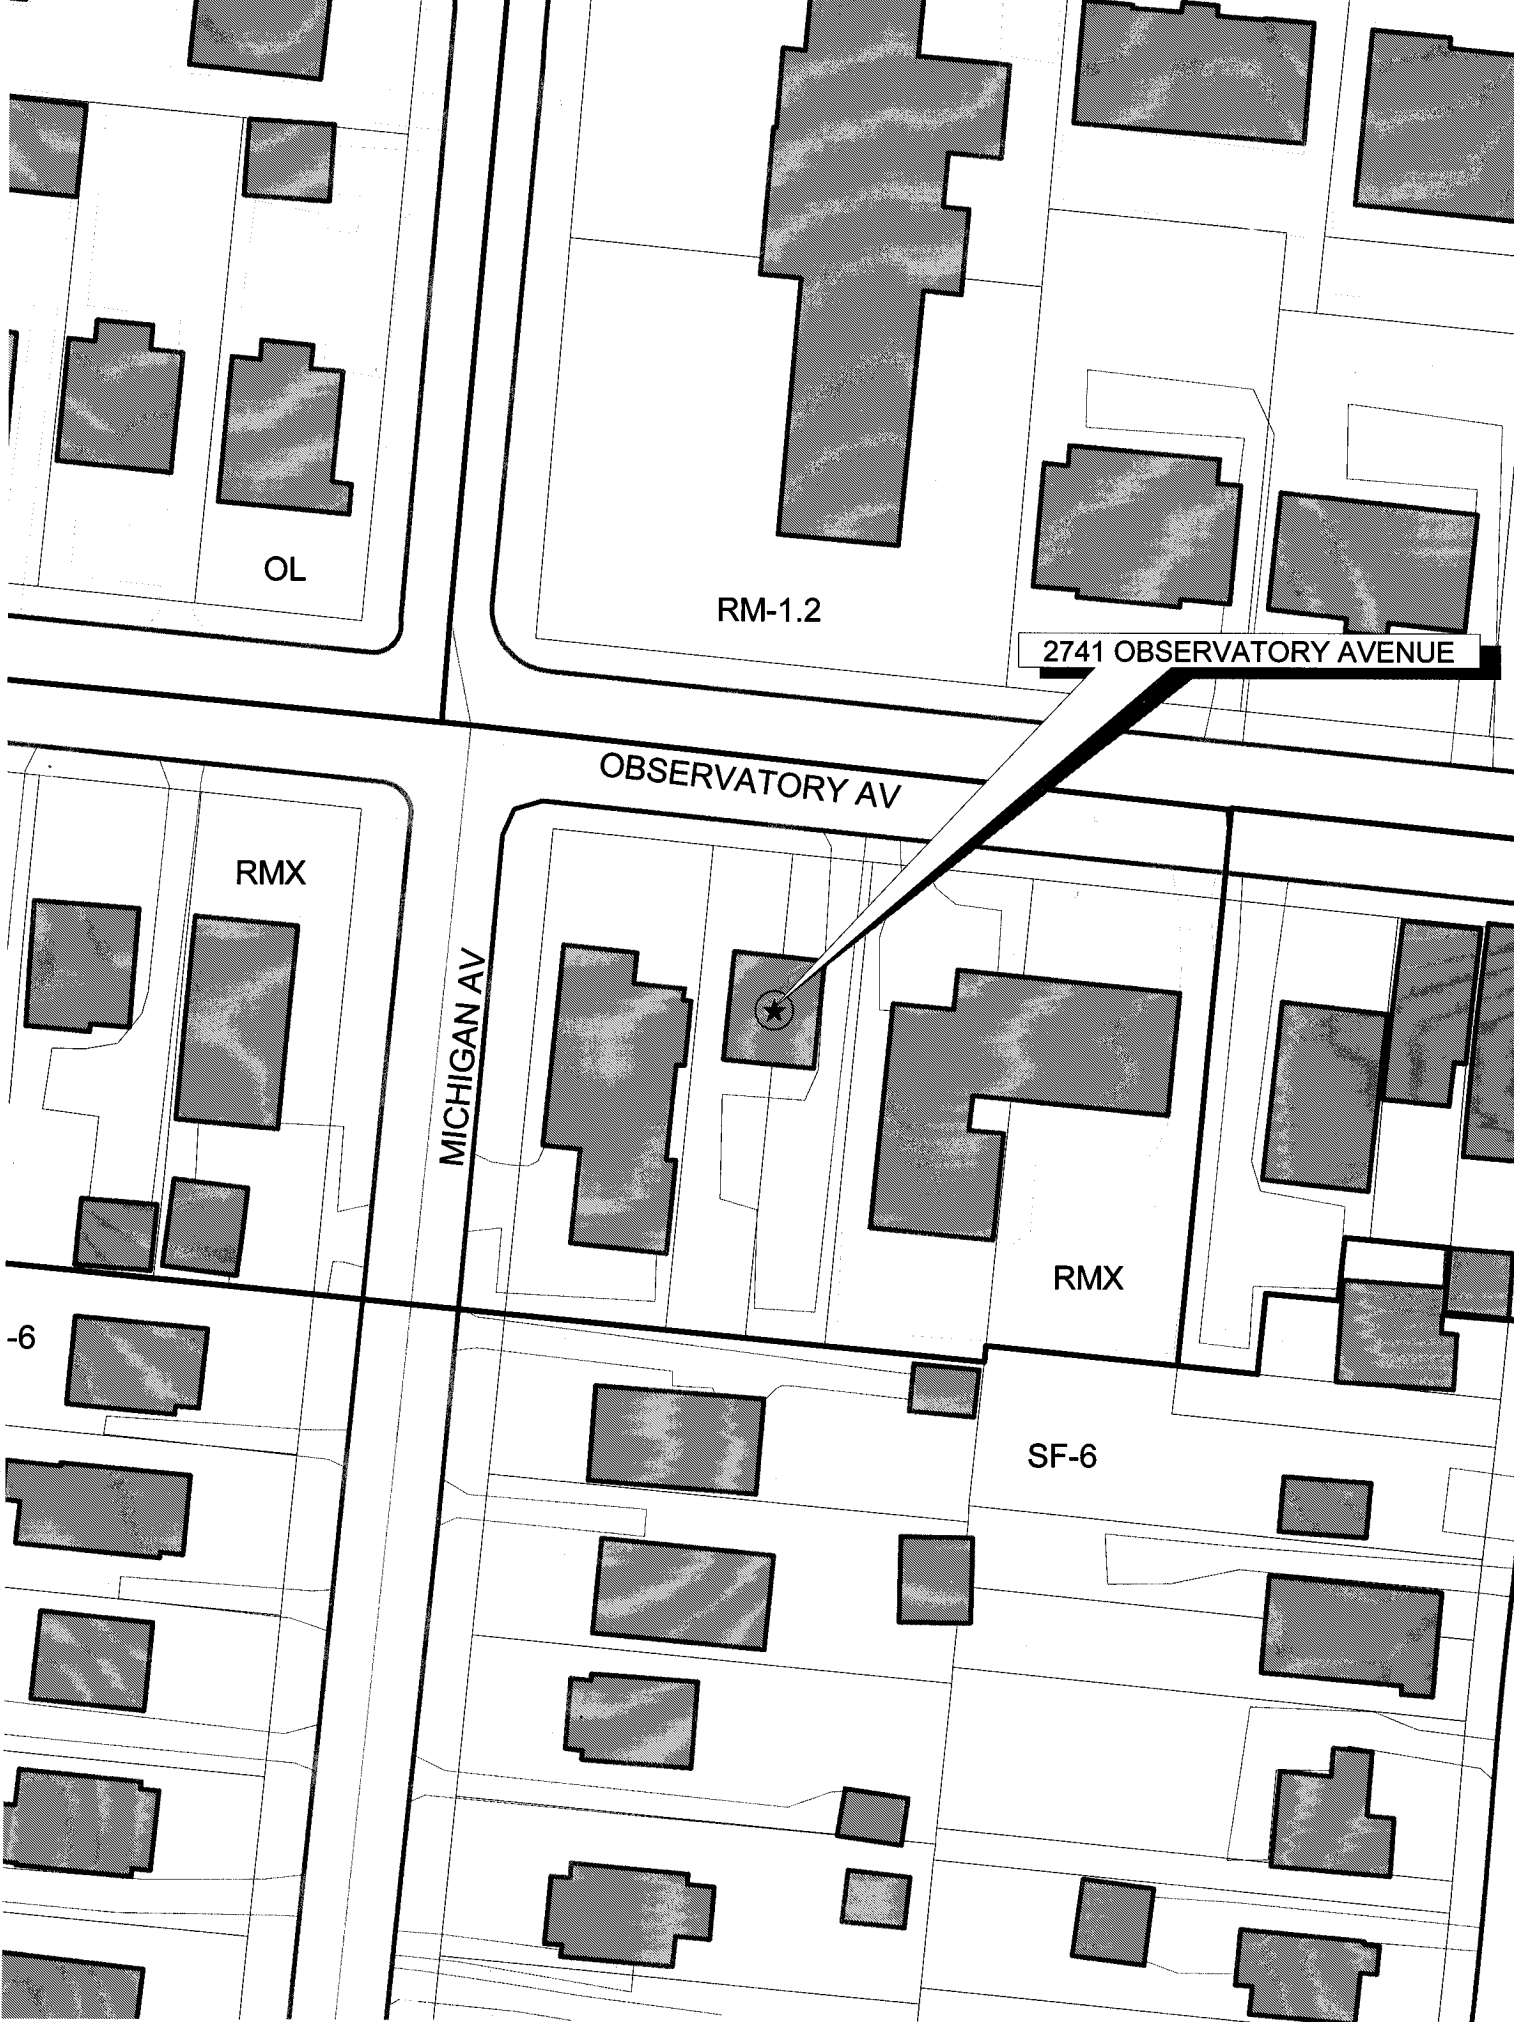 OL
RM-1.2
2741 OBSERVATORY AVENUE
OBSERVATORY AV
RMX
MICHIGAN AV
RMX
-6
SF-6